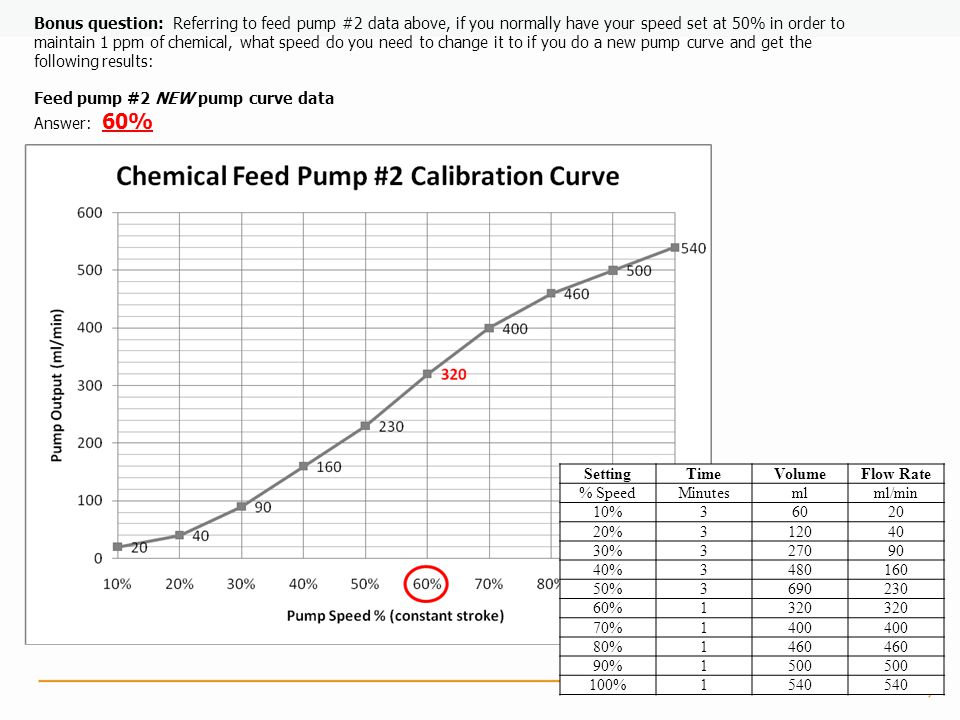 Bonus question: Referring to feed pump #2 data above, if you normally have your speed set at 50% in order to
maintain 1 ppm of chemical, what speed do you need to change it to if you do a new pump curve and get the
following results:
Feed pump #2 NEW pump curve data
Answer: 60%
Chemical Feed Pump #2 Calibration Curve
600
500
400
300
200
100
0
Pump Output (ml/min)
20
40
90
160
230
320
400
460
500
540
10% 20% 30% 40% 50% 60% 70%
Pump Speed % (constant stroke)
Setting Time Volume Flow Rate
% Speed Minutes ml ml/min
10% 3 60 20
20% 3 120 40
30% 3 270 90
40% 3 480 160
50% 3 690 230
60% 1 320 320
70% 1 400 400
80% 1 460 460
90% 1 500 500
100% 1 540 540